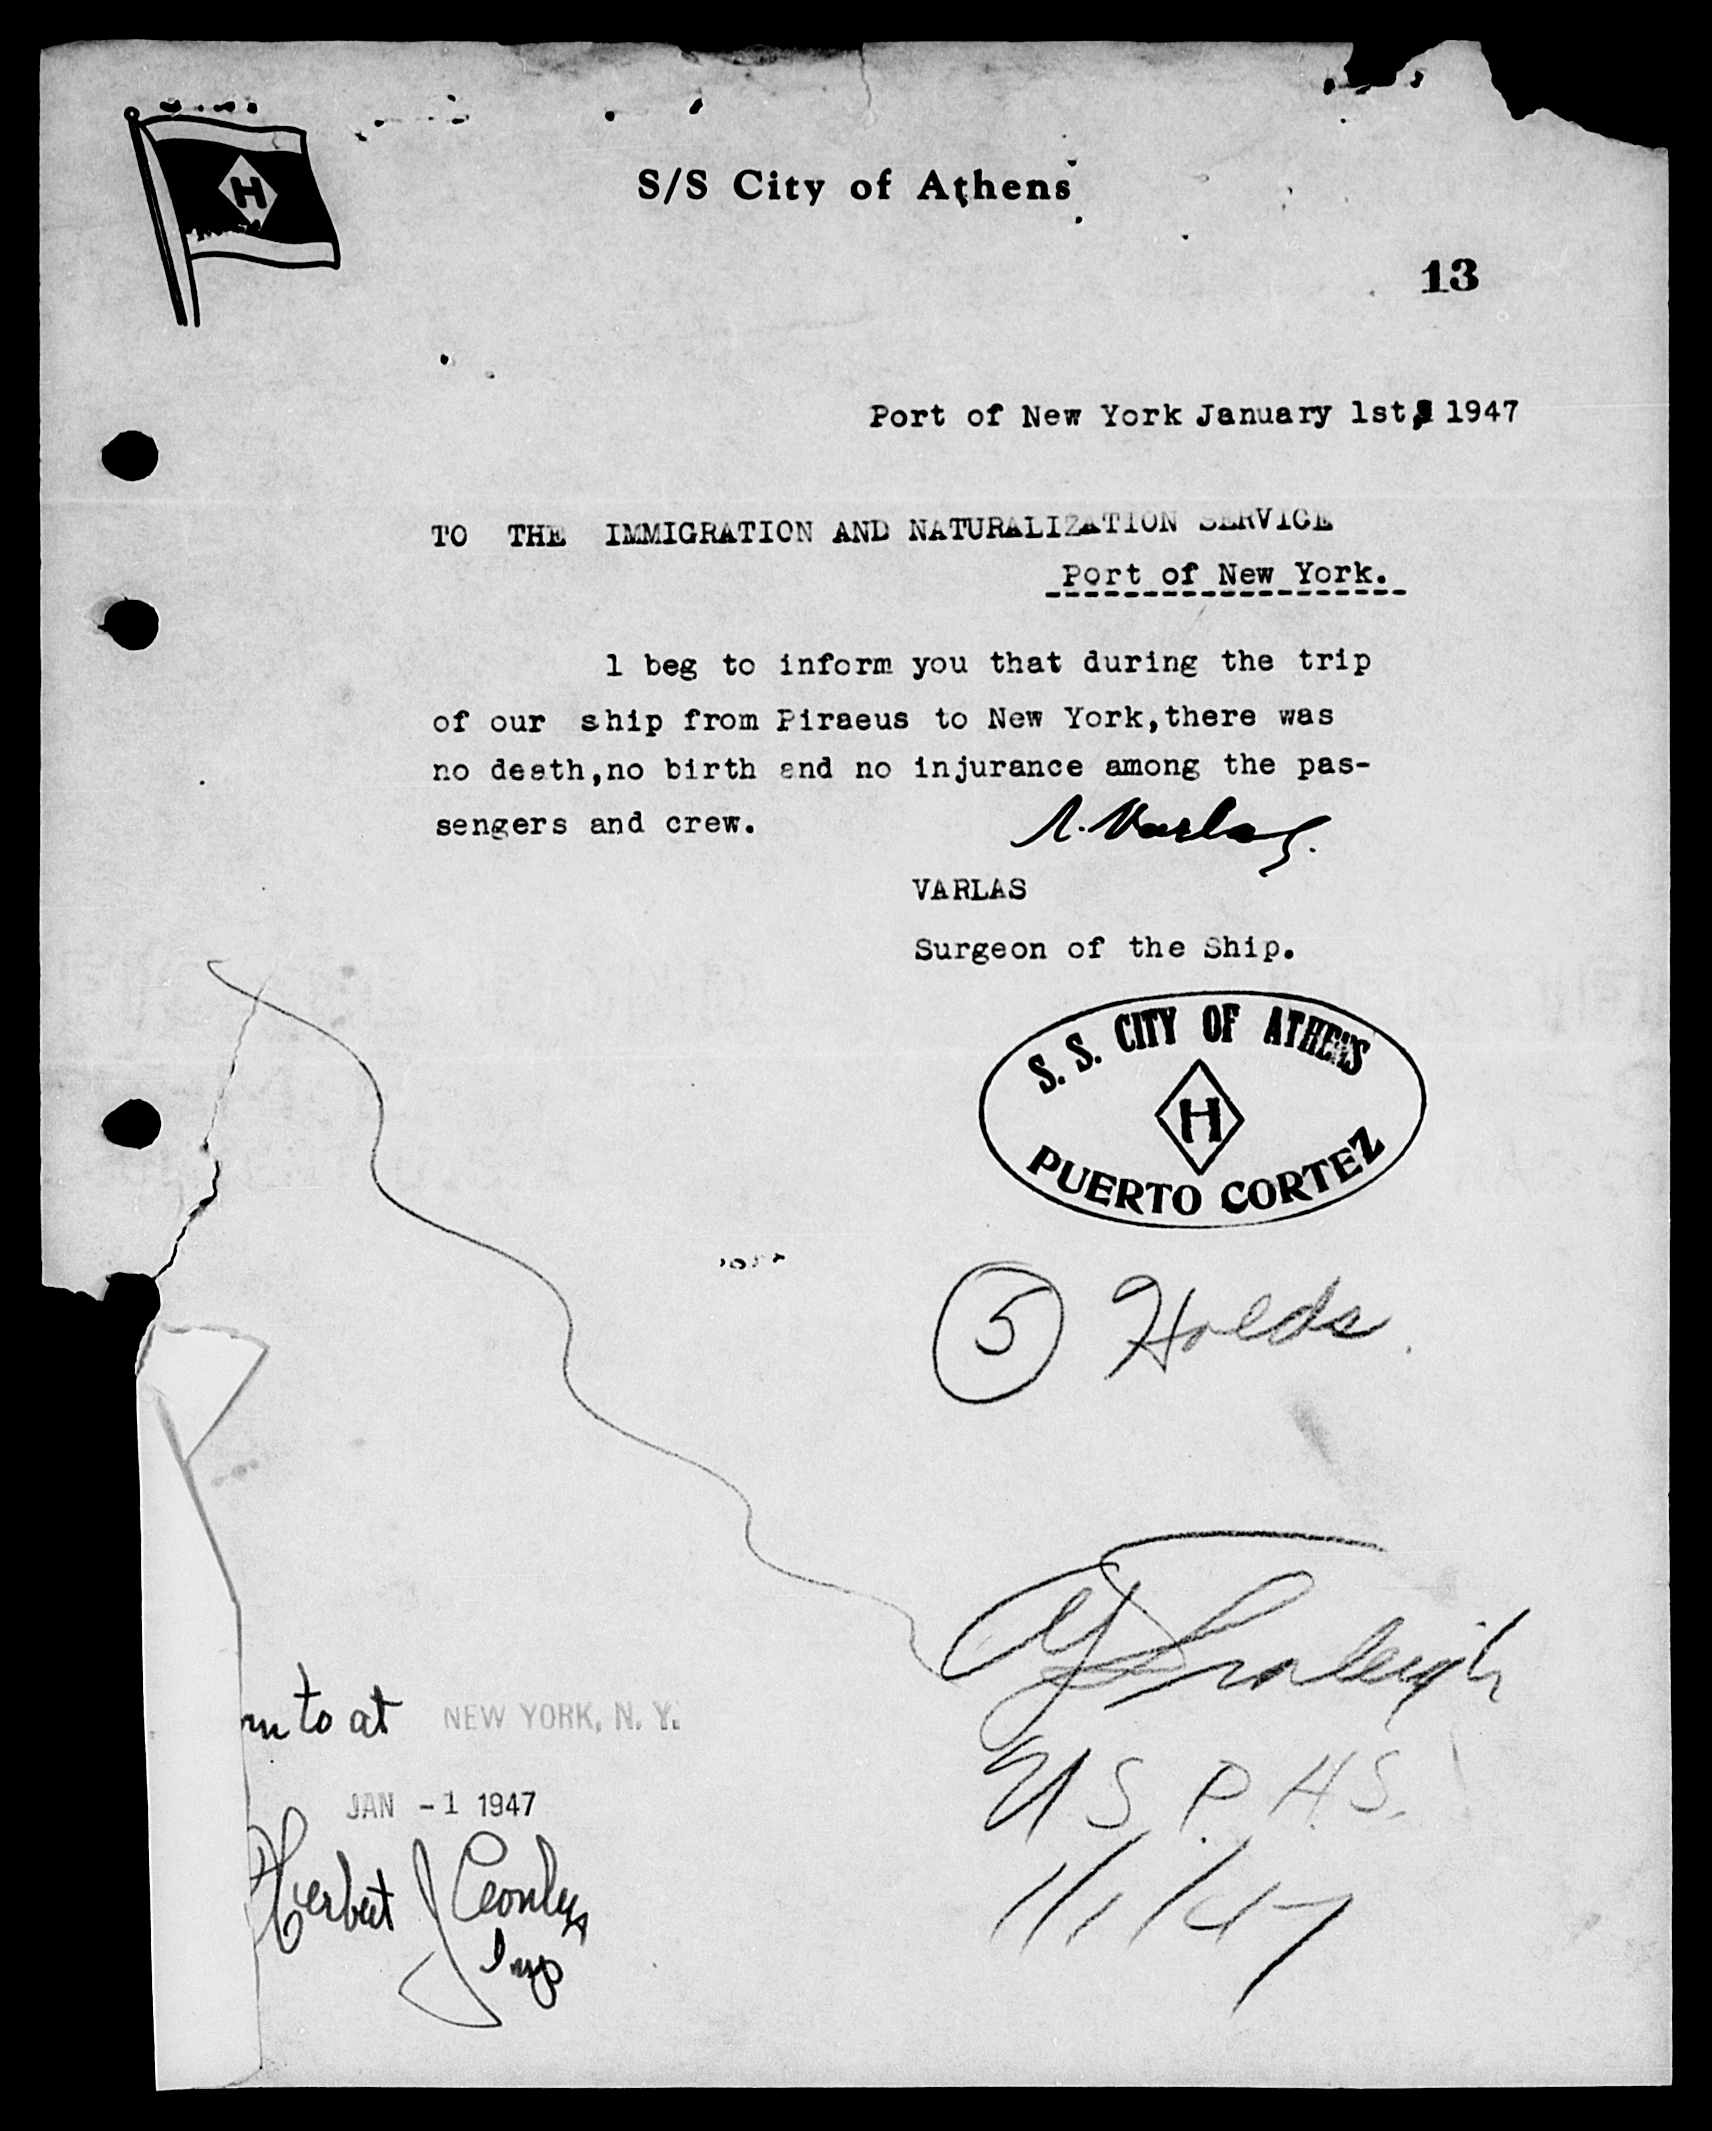 H
S/S City of Athens
13
Port of New York January 1st, 1947
TO THE IMMIGRATION AND NATURALIZATION SERVICE
Port of New York.
l beg to inform you that during the trip
of our ship from Piraeus to New York,there was
no death,no birth and no injurance among the pas-
sengers and crew.
Varlas.
VARLAS
Surgeon of the Ship.
S. S. CITY OF ATHENS
H
PUERTO CORTEZ
5 Holds.
to at NEW YORK, N. Y.
U S. P. H. S.
JAN -1 1947
1/1/47
Herbert J
Insp